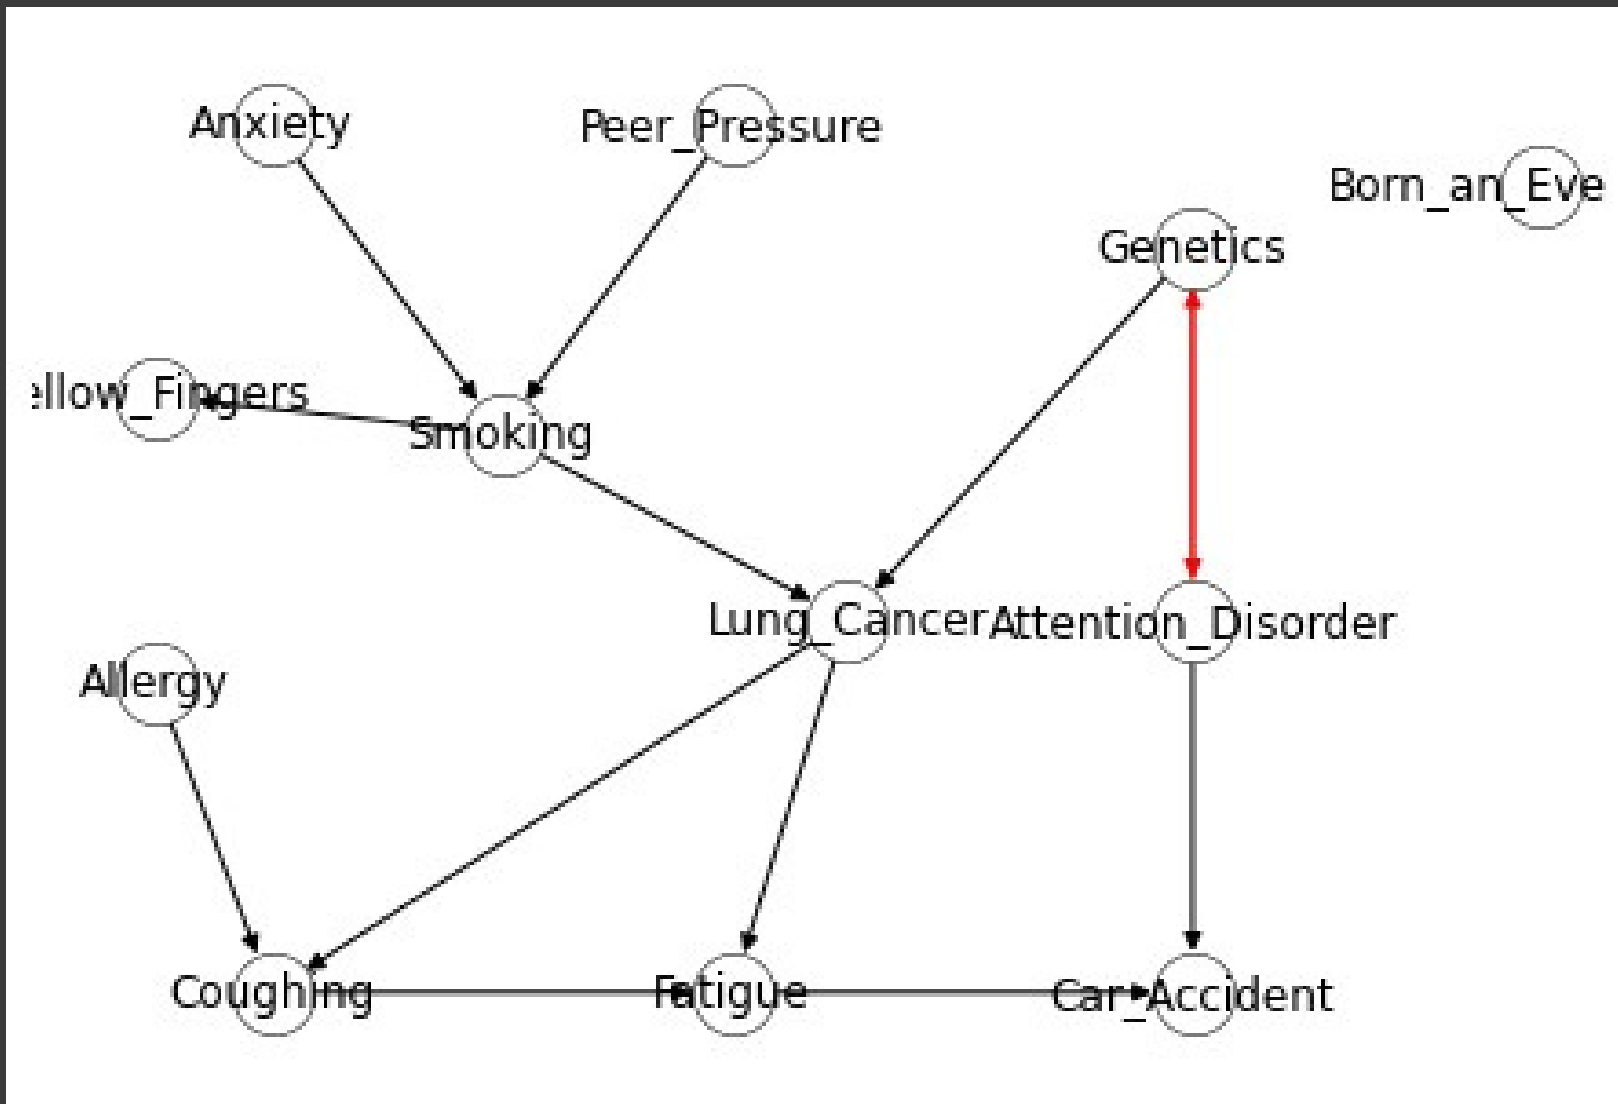 Anxiety
Peer_Pressure
Born_an_Eve
Genetics
ellow_Fingers
Smoking
Lung_Cancer
Attention_Disorder
Allergy
Coughing
Fatigue
Car_Accident